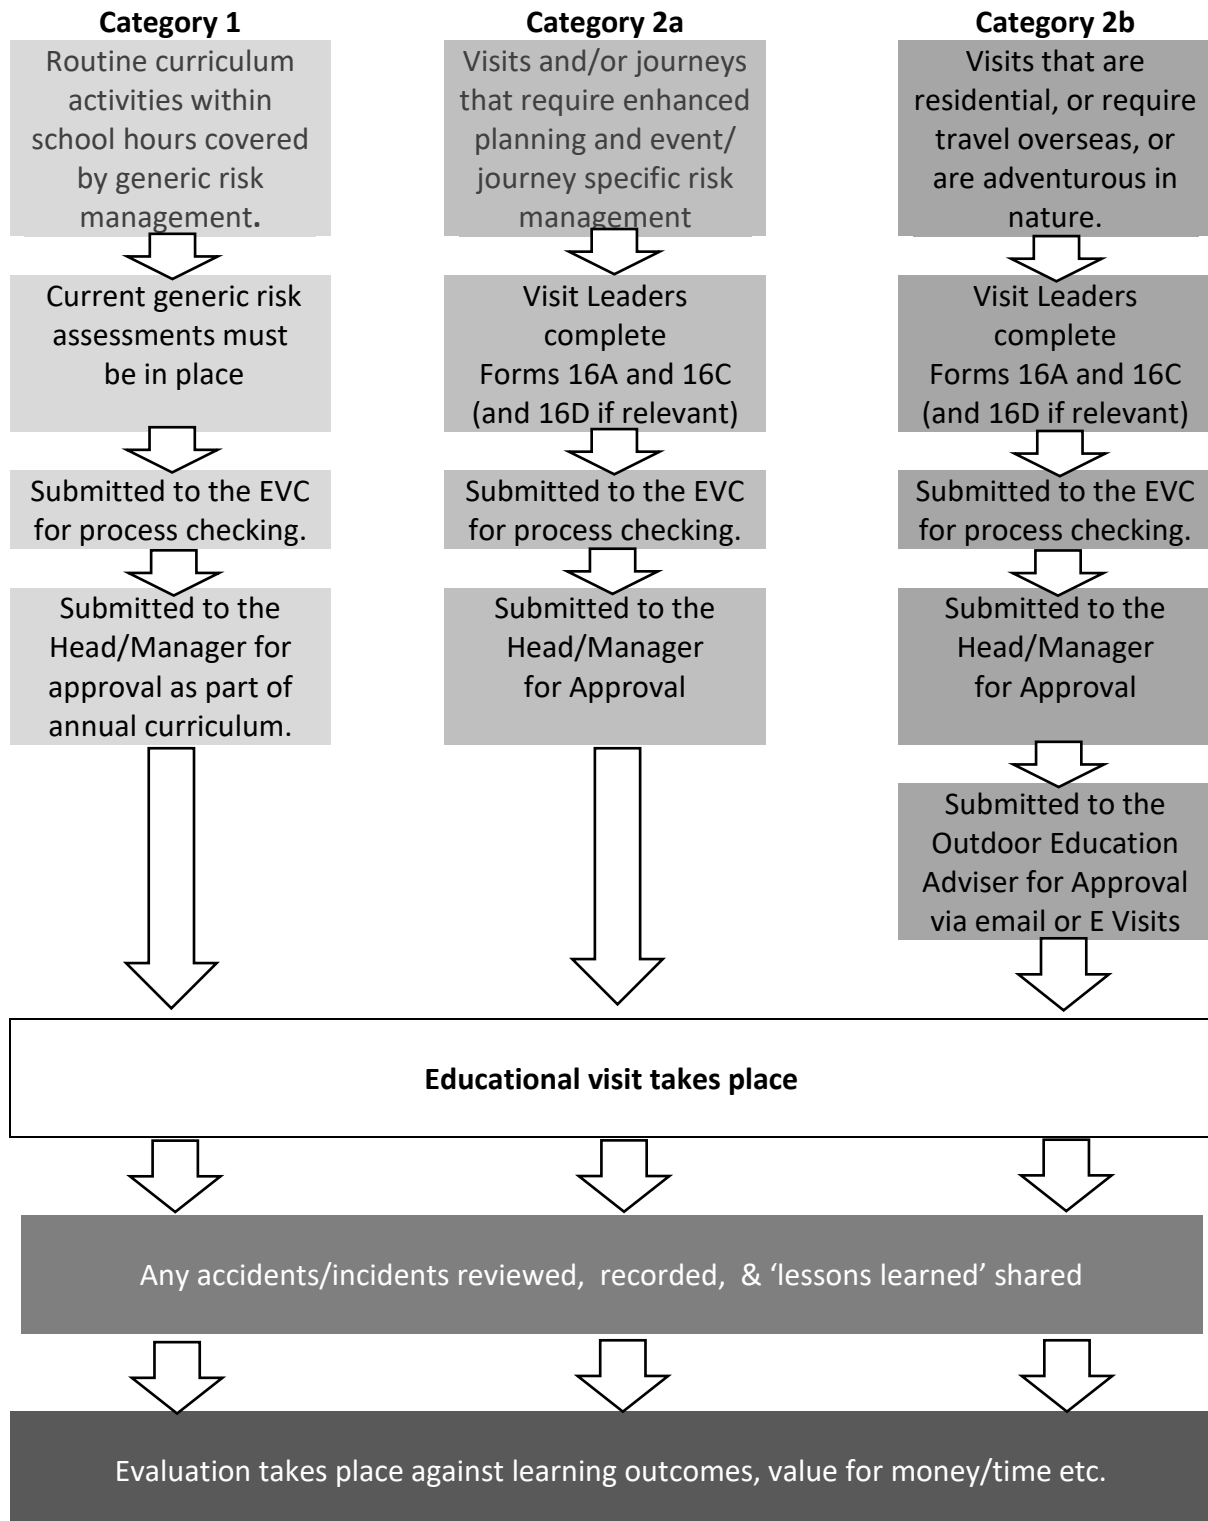 Category 1
Routine curriculum
activities within
school hours covered
by generic risk
management.
Current generic risk
assessments must
be in place
Submitted to the EVC
for process checking.
Submitted to the
Head/Manager for
approval as part of
annual curriculum.
Category 2a
Visits and/or journeys
that require enhanced
planning and event/
journey specific risk
management
Visit Leaders
complete
Forms 16A and 16C
(and 16D if relevant)
Submitted to the EVC
for process checking.
Submitted to the
Head/Manager
for Approval
Category 2b
Visits that are
residential, or require
travel overseas, or
are adventurous in
nature.
Visit Leaders
complete
Forms 16A and 16C
(and 16D if relevant)
Submitted to the EVC
for process checking.
Submitted to the
Head/Manager
for Approval
Submitted to the
Outdoor Education
Adviser for Approval
via email or E Visits
Educational visit takes place
Any accidents/incidents reviewed, recorded, & ‘lessons learned’ shared
Evaluation takes place against learning outcomes, value for money/time etc.